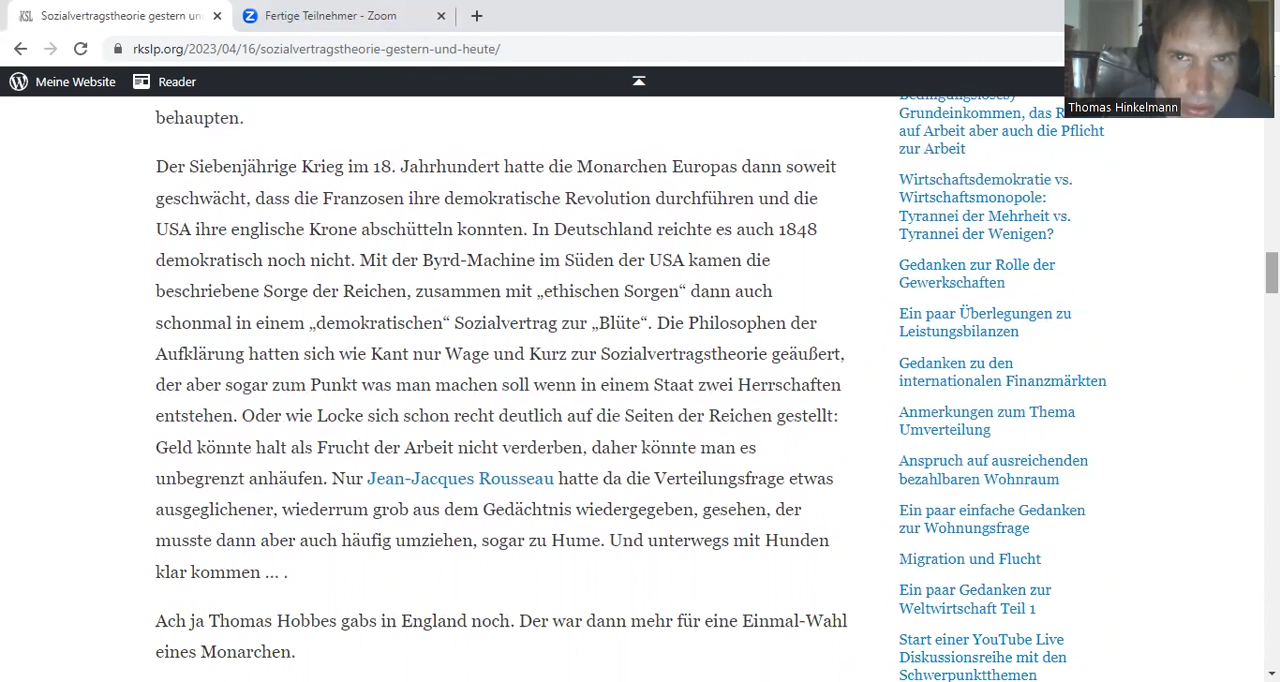 Sozialvertragstheorie gestern un
Fertige Teilnehmer - Zoom
rkslp.org/2023/04/16/sozialvertragstheorie-gestern-und-heute/
Meine Website
Reader
Thomas Hinkelmann
behaupten.
Der Siebenjährige Krieg im 18. Jahrhundert hatte die Monarchen Europas dann soweit
geschwächt, dass die Franzosen ihre demokratische Revolution durchführen und die
USA ihre englische Krone abschütteln konnten. In Deutschland reichte es auch 1848
demokratisch noch nicht. Mit der Byrd-Machine im Süden der USA kamen die
beschriebene Sorge der Reichen, zusammen mit „ethischen Sorgen“ dann auch
schonmal in einem „demokratischen“ Sozialvertrag zur „Blüte“. Die Philosophen der
Aufklärung hatten sich wie Kant nur Wage und Kurz zur Sozialvertragstheorie geäußert,
der aber sogar zum Punkt was man machen soll wenn in einem Staat zwei Herrschaften
entstehen. Oder wie Locke sich schon recht deutlich auf die Seiten der Reichen gestellt:
Geld könnte halt als Frucht der Arbeit nicht verderben, daher könnte man es
unbegrenzt anhäufen. Nur Jean-Jacques Rousseau hatte da die Verteilungsfrage etwas
ausgeglichener, wiederrum grob aus dem Gedächtnis wiedergegeben, gesehen, der
musste dann aber auch häufig umziehen, sogar zu Hume. Und unterwegs mit Hunden
klar kommen … .
Ach ja Thomas Hobbes gabs in England noch. Der war dann mehr für eine Einmal-Wahl
eines Monarchen.
Bedingungsloses)
Grundeinkommen, das R
auf Arbeit aber auch die Pflicht
zur Arbeit
Wirtschaftsdemokratie vs.
Wirtschaftsmonopole:
Tyrannei der Mehrheit vs.
Tyrannei der Wenigen?
Gedanken zur Rolle der
Gewerkschaften
Ein paar Überlegungen zu
Leistungsbilanzen
Gedanken zu den
internationalen Finanzmärkten
Anmerkungen zum Thema
Umverteilung
Anspruch auf ausreichenden
bezahlbaren Wohnraum
Ein paar einfache Gedanken
zur Wohnungsfrage
Migration und Flucht
Ein paar Gedanken zur
Weltwirtschaft Teil 1
Start einer YouTube Live
Diskussionsreihe mit den
Schwerpunktthemen